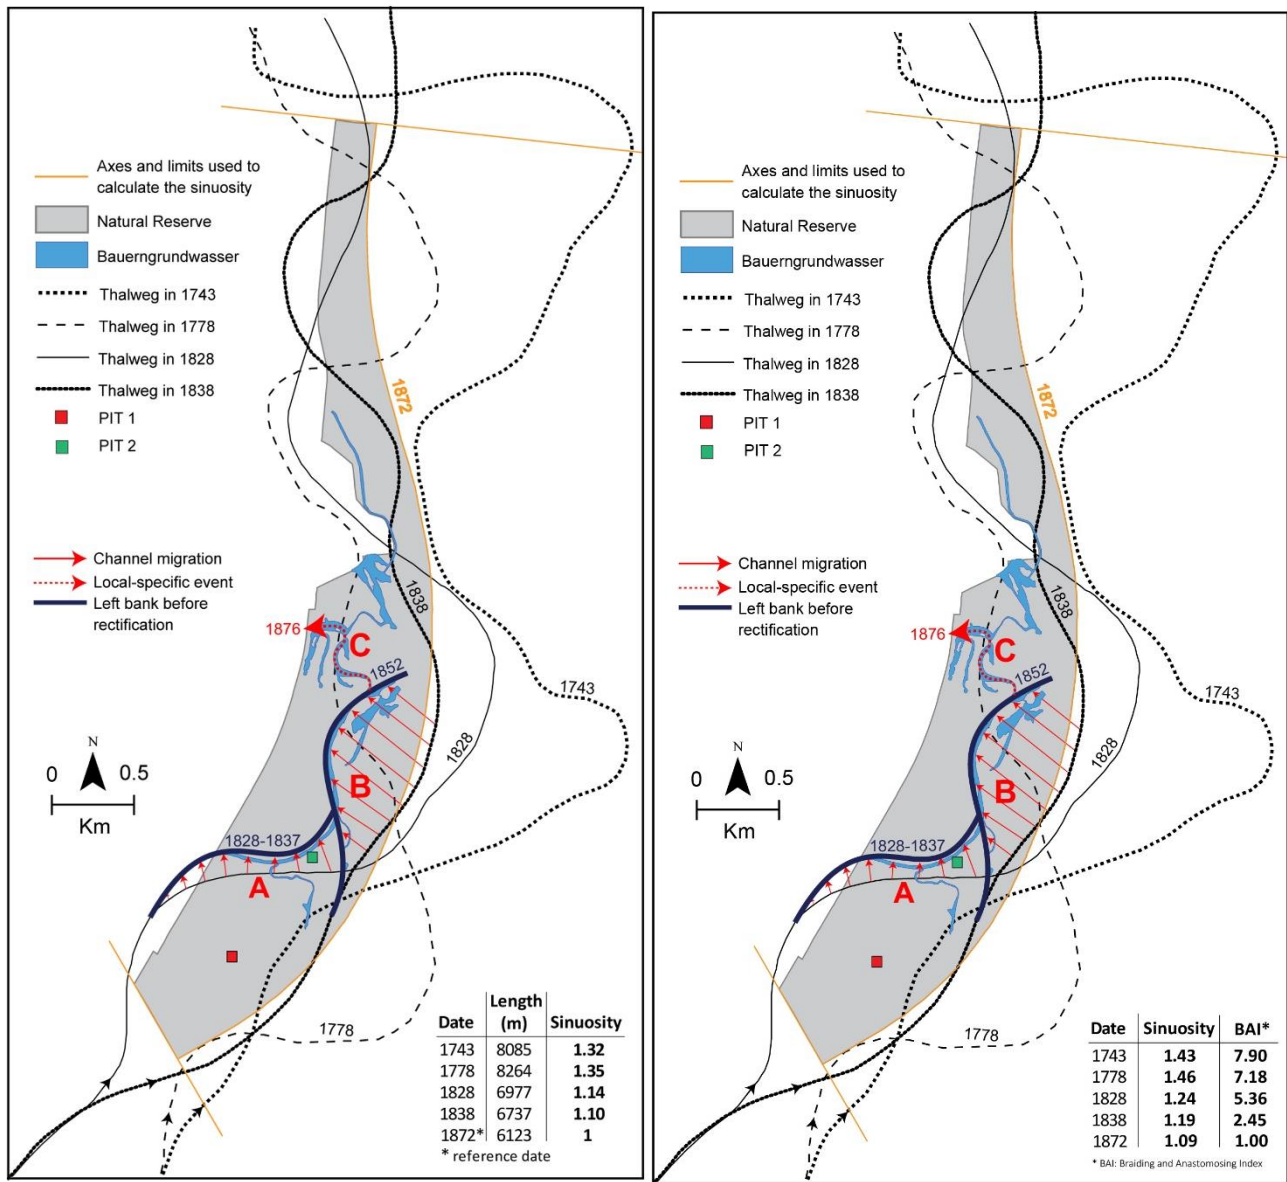 Axes and limits used to
calculate the sinuosity
Natural Reserve
Bauerngrundwasser
Thalweg in 1743
Thalweg in 1778
Thalweg in 1828
Thalweg in 1838
PIT 1
PIT 2
Channel migration
Local-specific event
Left bank before
rectification
N
0 0.5
Km
1872
1838
1876
C
1852
1743
1828
B
1828-1837
A
1778
Date Length (m) Sinuosity
1743 8085 1.32
1778 8264 1.35
1828 6977 1.14
1838 6737 1.10
1872* 6123 1
* reference date
Axes and limits used to
calculate the sinuosity
Natural Reserve
Bauerngrundwasser
Thalweg in 1743
Thalweg in 1778
Thalweg in 1828
Thalweg in 1838
PIT 1
PIT 2
Channel migration
Local-specific event
Left bank before
rectification
N
0 0.5
Km
1872
1838
1876
C
1852
1743
1828
B
1828-1837
A
1778
Date Sinuosity BAI*
1743 1.43 7.90
1778 1.46 7.18
1828 1.24 5.36
1838 1.19 2.45
1872 1.09 1.00
* BAI: Braiding and Anastomosing Index